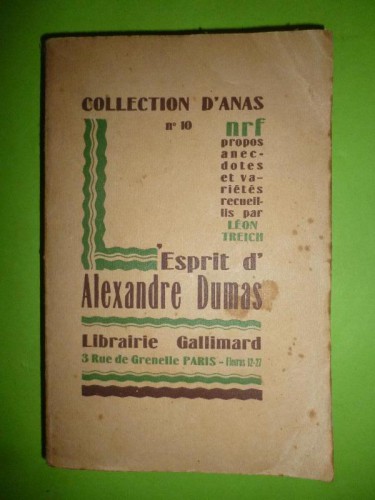 COLLECTION D'ANAS
nº 10
nrf
propos
anec-
dotes
et va-
riétés
recueil-
lis par
LÉON
TREICH
L'Esprit d'
Alexandre Dumas
Librairie Gallimard
3 Rue de Grenelle PARIS - Fleurus 12-27